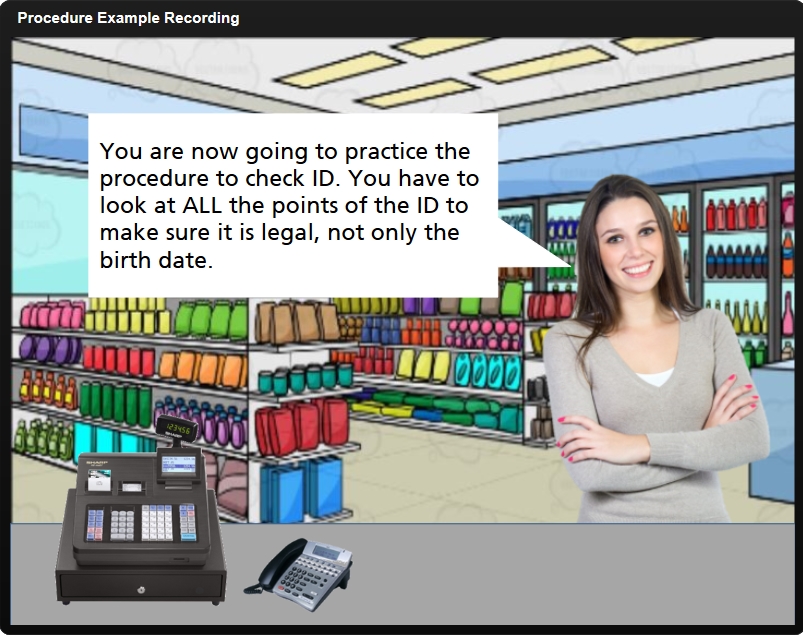 Procedure Example Recording
You are now going to practice the
procedure to check ID. You have to
look at ALL the points of the ID to
make sure it is legal, not only the
birth date.
123456
SHARP
SHARP